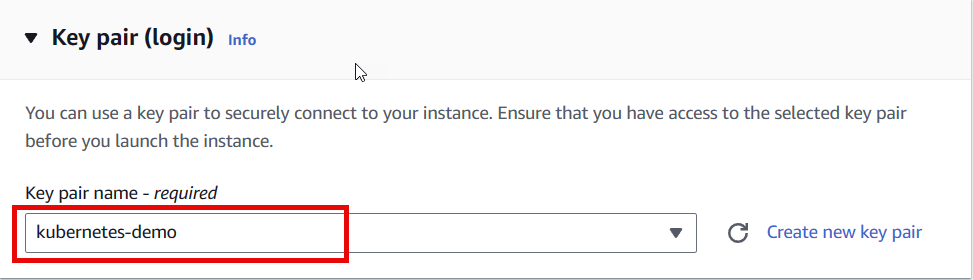 Key pair (login) Info
You can use a key pair to securely connect to your instance. Ensure that you have access to the selected key pair
before you launch the instance.
Key pair name - required
kubernetes-demo
Create new key pair